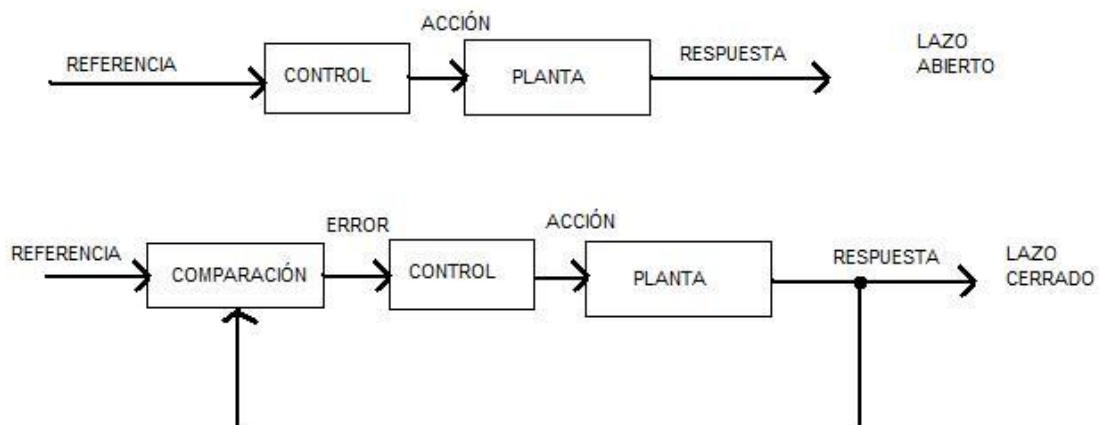 ACCIÓN
REFERENCIA
CONTROL
PLANTA
RESPUESTA
LAZO
ABIERTO
REFERENCIA
COMPARACIÓN
ERROR
CONTROL
ACCIÓN
PLANTA
RESPUESTA
LAZO
CERRADO